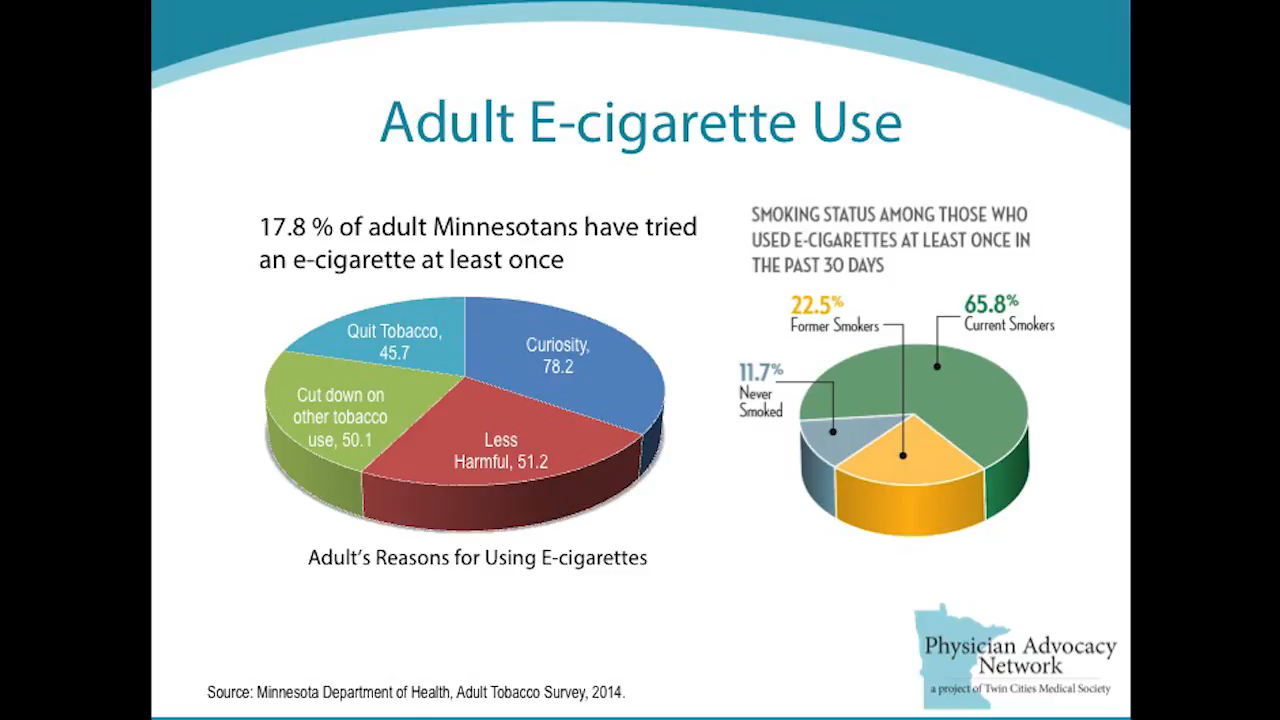 Adult E-cigarette Use
17.8 % of adult Minnesotans have tried
an e-cigarette at least once
Quit Tobacco,
45.7
Curiosity,
78.2
Cut down on
other tobacco
use, 50.1
Less
Harmful, 51.2
Adult’s Reasons for Using E-cigarettes
SMOKING STATUS AMONG THOSE WHO
USED E-CIGARETTES AT LEAST ONCE IN
THE PAST 30 DAYS
22.5%
Former Smokers
65.8%
Current Smokers
11.7%
Never
Smoked
Physician Advocacy
Network
a project of Twin Cities Medical Society
Source: Minnesota Department of Health, Adult Tobacco Survey, 2014.